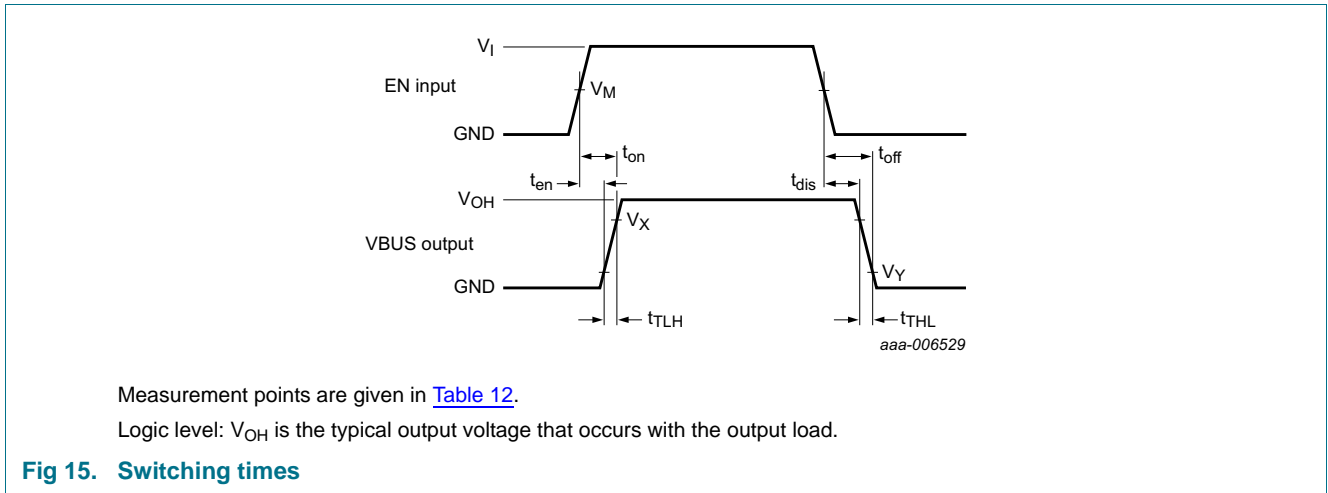 V_I
EN input
V_M
GND
t_on
t_off
t_en
t_dis
V_OH
V_X
VBUS output
V_Y
GND
t_TLH
t_THL
aaa-006529
Measurement points are given in Table 12.
Logic level: V_OH is the typical output voltage that occurs with the output load.
Fig 15. Switching times